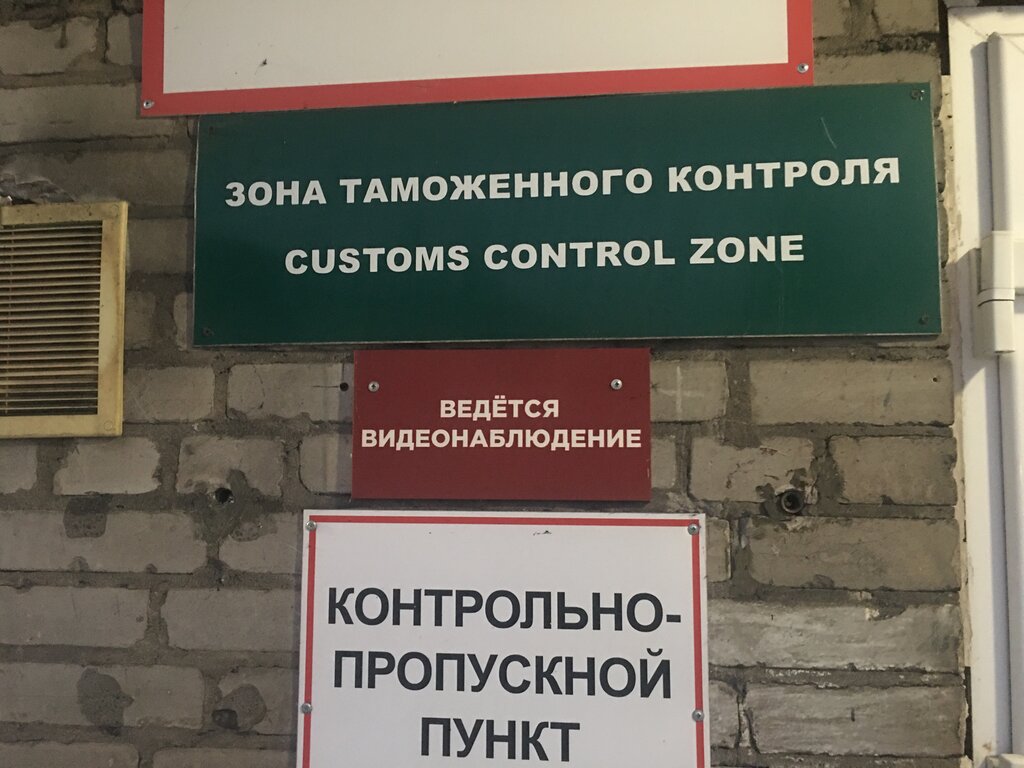 ЗОНА ТАМОЖЕННОГО КОНТРОЛЯ
CUSTOMS CONTROL ZONE
ВЕДЁТСЯ
ВИДЕОНАБЛЮДЕНИЕ
КОНТРОЛЬНО-
ПРОПУСКНОЙ
ПУНКТ